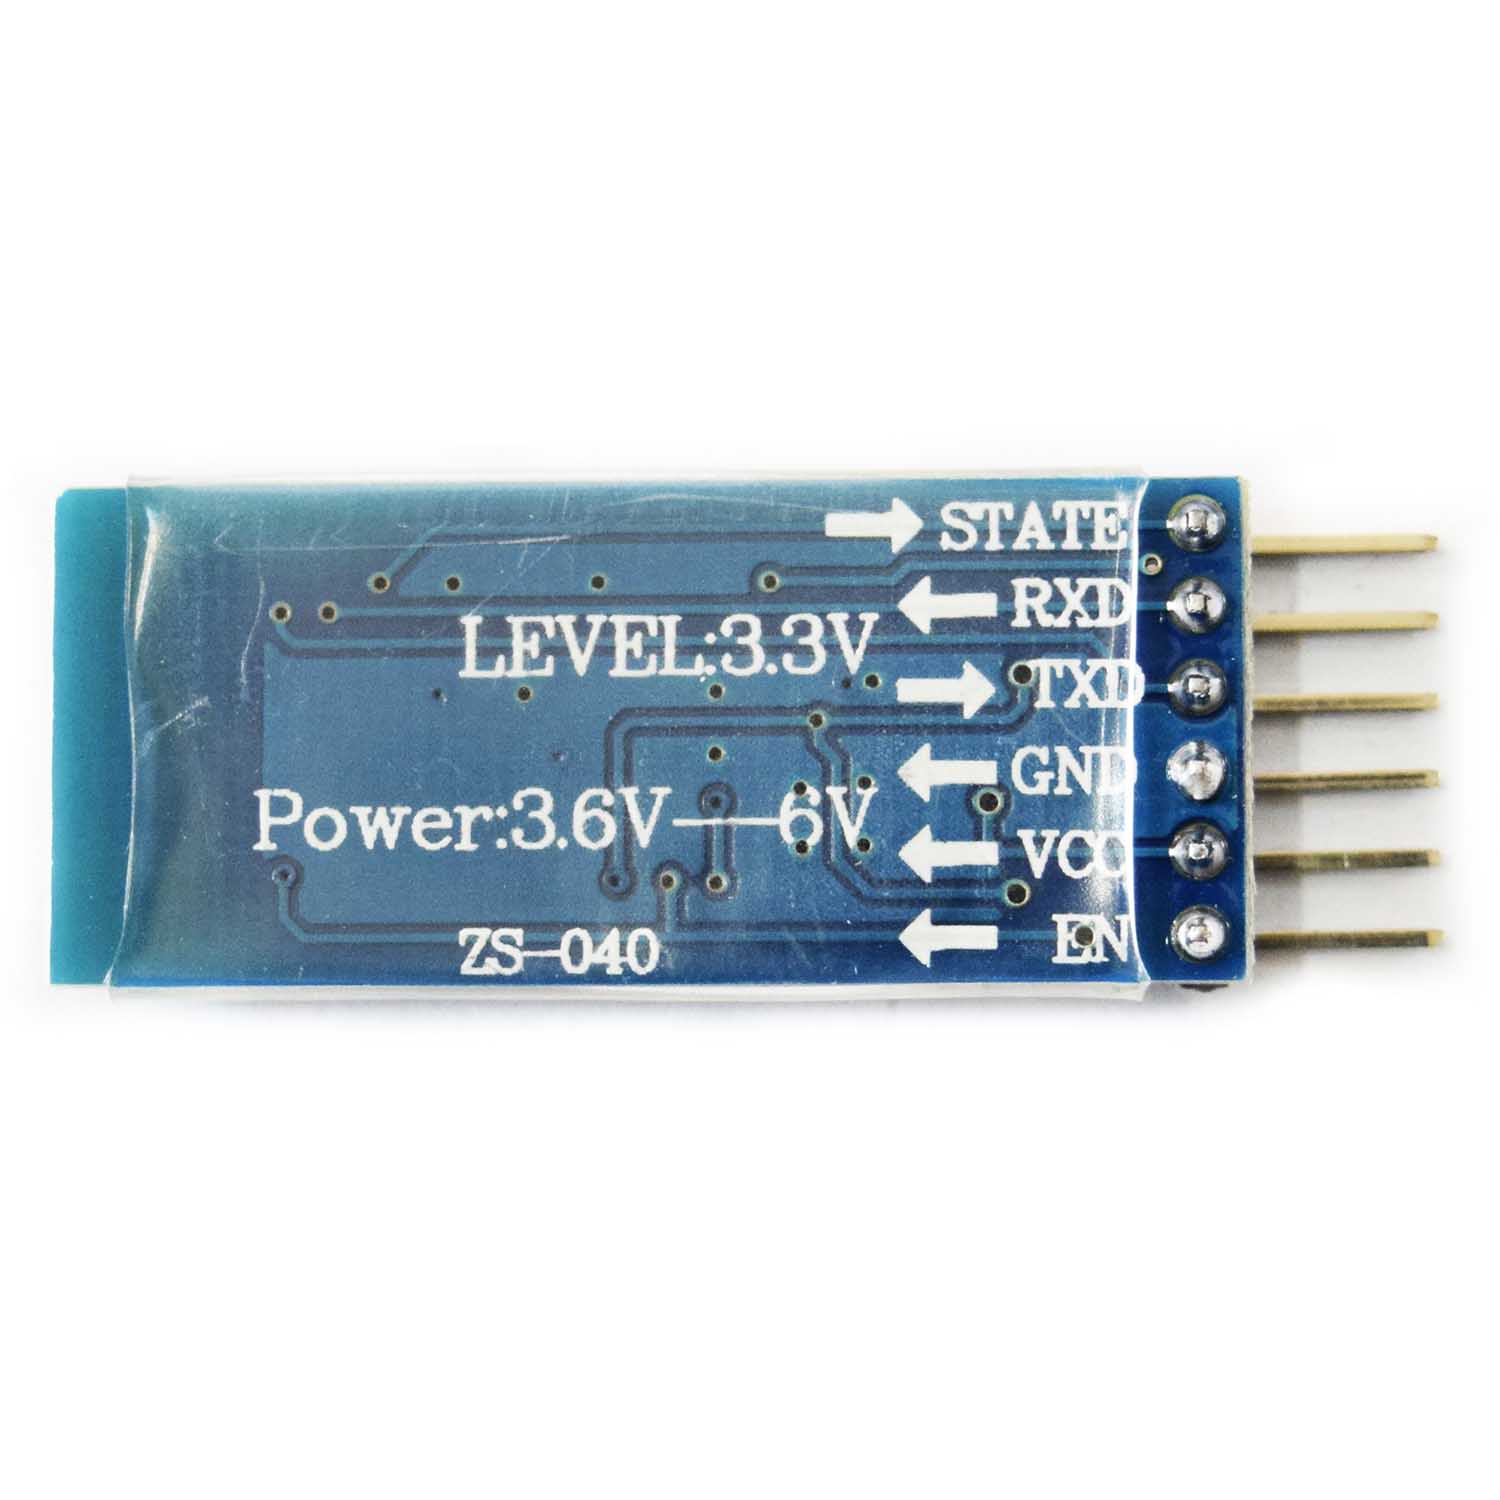 STATE
RXD
LEVEL:3.3V
TXD
GND
Power:3.6V—6V
VCC
EN
ZS-040